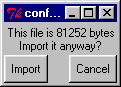 conf...
This file is 81252 bytes
Import it anyway?
Import Cancel